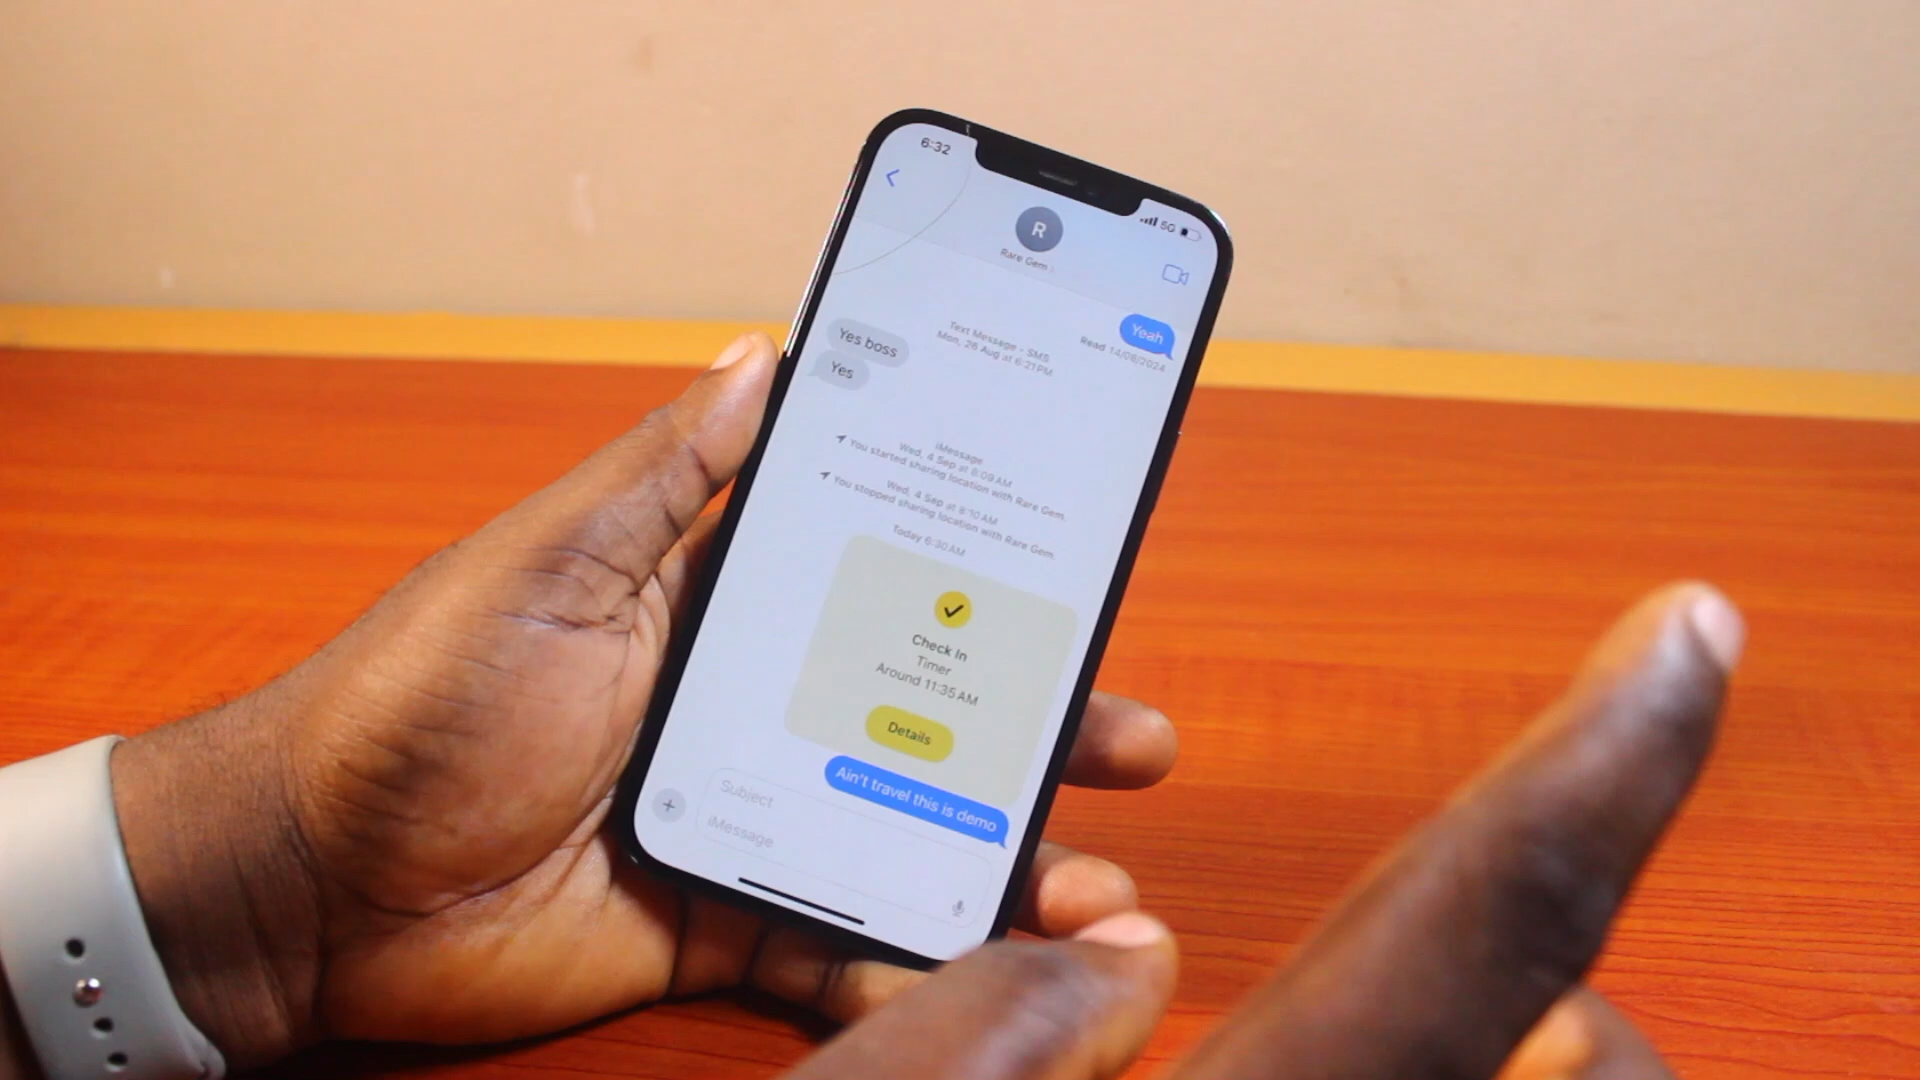 6:32
5G
R
Rare Gem
Yeah
Read 14/08/2024
Text Message - SMS
Mon, 26 Aug at 6:21 PM
Yes boss
Yes
iMessage
Wed, 4 Sep at 8:09 AM
You started sharing location with Rare Gem.
Wed, 4 Sep at 8:10 AM
You stopped sharing location with Rare Gem.
Today 6:30 AM
Check In
Timer
Around 11:35 AM
Details
Ain't travel this is demo
Subject
iMessage